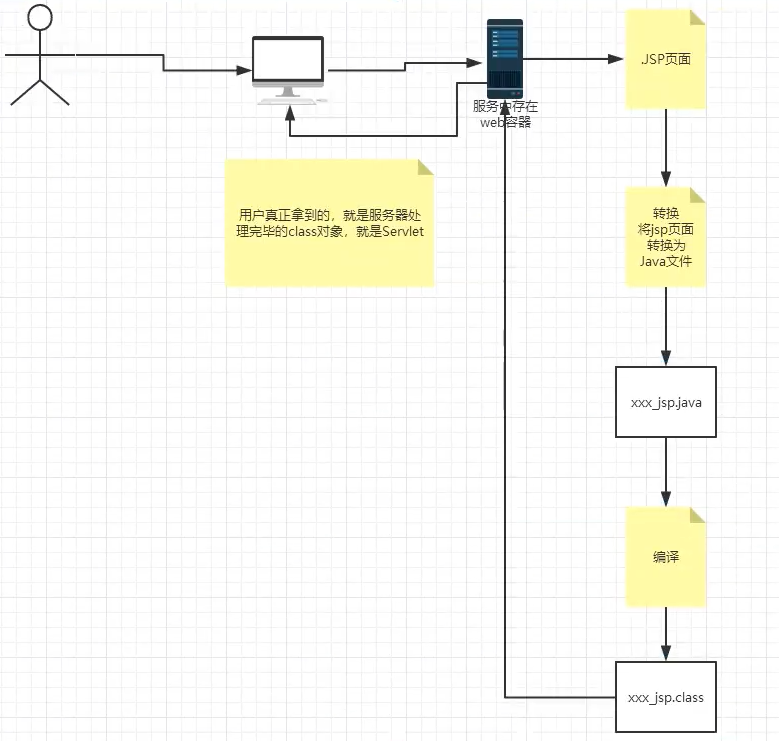 .JSP页面
服务中存在
web容器
用户真正拿到的，就是服务器处
理完毕的class对象，就是Servlet
转换
将jsp页面
转换为
Java文件
xxx_jsp.java
编译
xxx_jsp.class